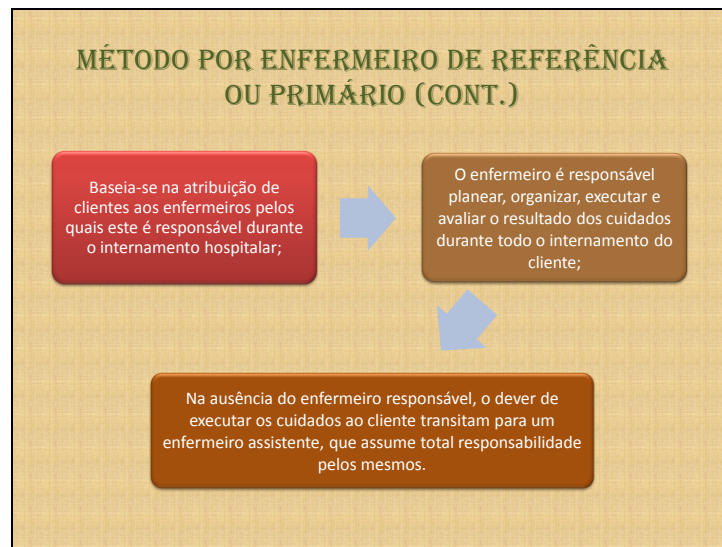 MÉTODO POR ENFERMEIRO DE REFERÊNCIA
OU PRIMÁRIO (CONT.)
Baseia-se na atribuição de
clientes aos enfermeiros pelos
quais este é responsável durante
o internamento hospitalar;
O enfermeiro é responsável
planear, organizar, executar e
avaliar o resultado dos cuidados
durante todo o internamento do
cliente;
Na ausência do enfermeiro responsável, o dever de
executar os cuidados ao cliente transitam para um
enfermeiro assistente, que assume total responsabilidade
pelos mesmos.